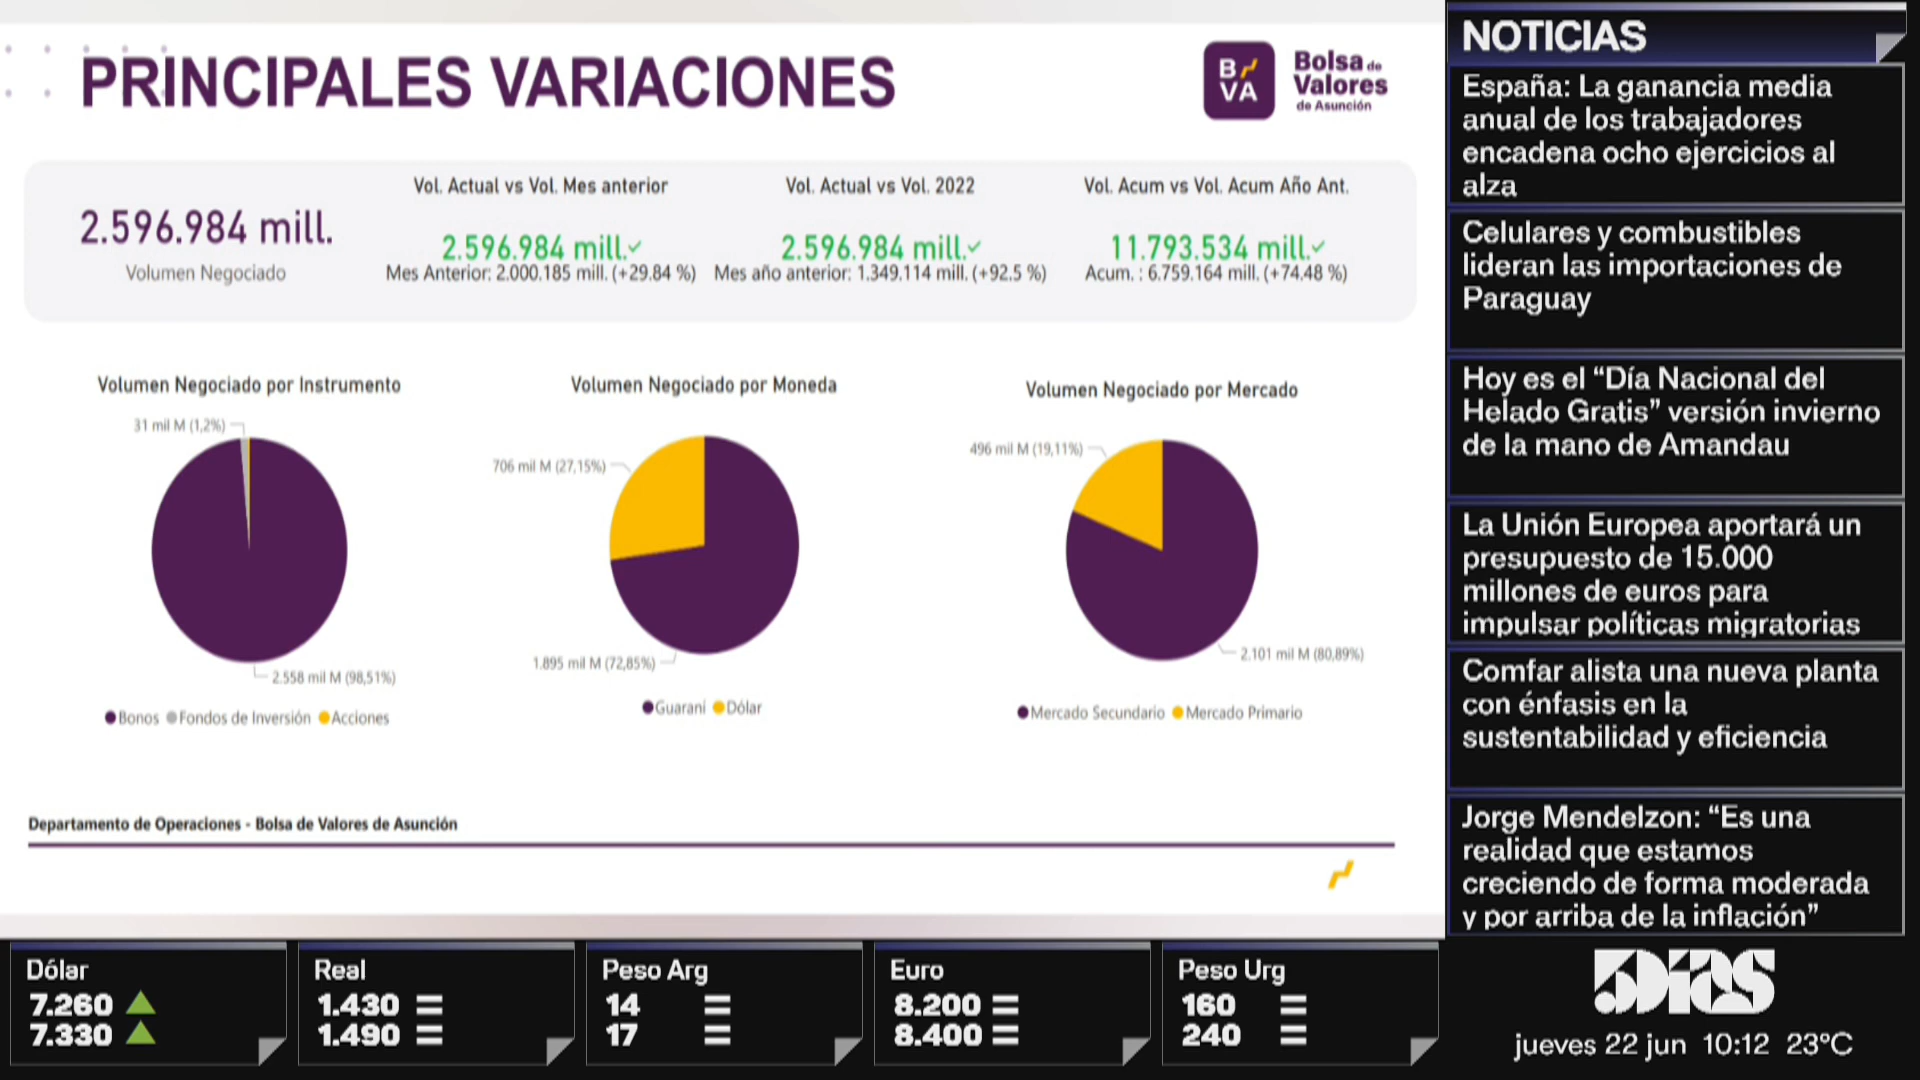 PRINCIPALES VARIACIONES
B VA
Bolsa de
Valores
de Asunción
2.596.984 mill.
Volumen Negociado
Vol. Actual vs Vol. Mes anterior
2.596.984 mill.
Mes Anterior: 2.000.185 mill. (+29.84 %)
Vol. Actual vs Vol. 2022
2.596.984 mill.
Mes año anterior: 1.349.114 mill. (+92.5 %)
Vol. Acum vs Vol. Acum Año Ant.
11.793.534 mill.
Acum. : 6.759.164 mill. (+74,48 %)
Volumen Negociado por Instrumento
31 mil M (1,2%)
2.558 mil M (98,51%)
Bonos Fondos de Inversión Acciones
Volumen Negociado por Moneda
706 mil M (27,15%)
1.895 mil M (72,85%)
Guaraní Dólar
Volumen Negociado por Mercado
496 mil M (19,11%)
2.101 mil M (80,89%)
Mercado Secundario Mercado Primario
Departamento de Operaciones - Bolsa de Valores de Asunción
NOTICIAS
España: La ganancia media
anual de los trabajadores
encadena ocho ejercicios al
alza
Celulares y combustibles
lideran las importaciones de
Paraguay
Hoy es el “Día Nacional del
Helado Gratis” versión invierno
de la mano de Amandau
La Unión Europea aportará un
presupuesto de 15.000
millones de euros para
impulsar políticas migratorias
Comfar alista una nueva planta
con énfasis en la
sustentabilidad y eficiencia
Jorge Mendelzon: “Es una
realidad que estamos
creciendo de forma moderada
y por arriba de la inflación”
Dólar
7.260
7.330
Real
1.430
1.490
Peso Arg
14
17
Euro
8.200
8.400
Peso Urg
160
240
5Días
jueves 22 jun 10:12 23°C